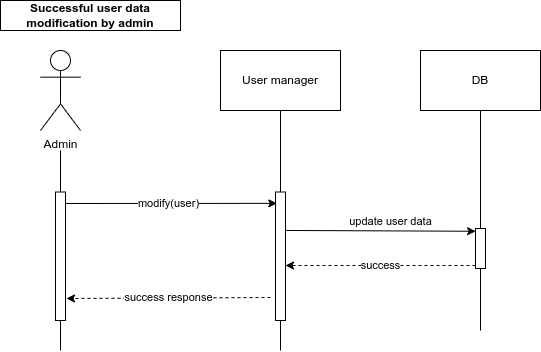 Successful user data
modification by admin
User manager
DB
Admin
modify(user)
update user data
success
success response